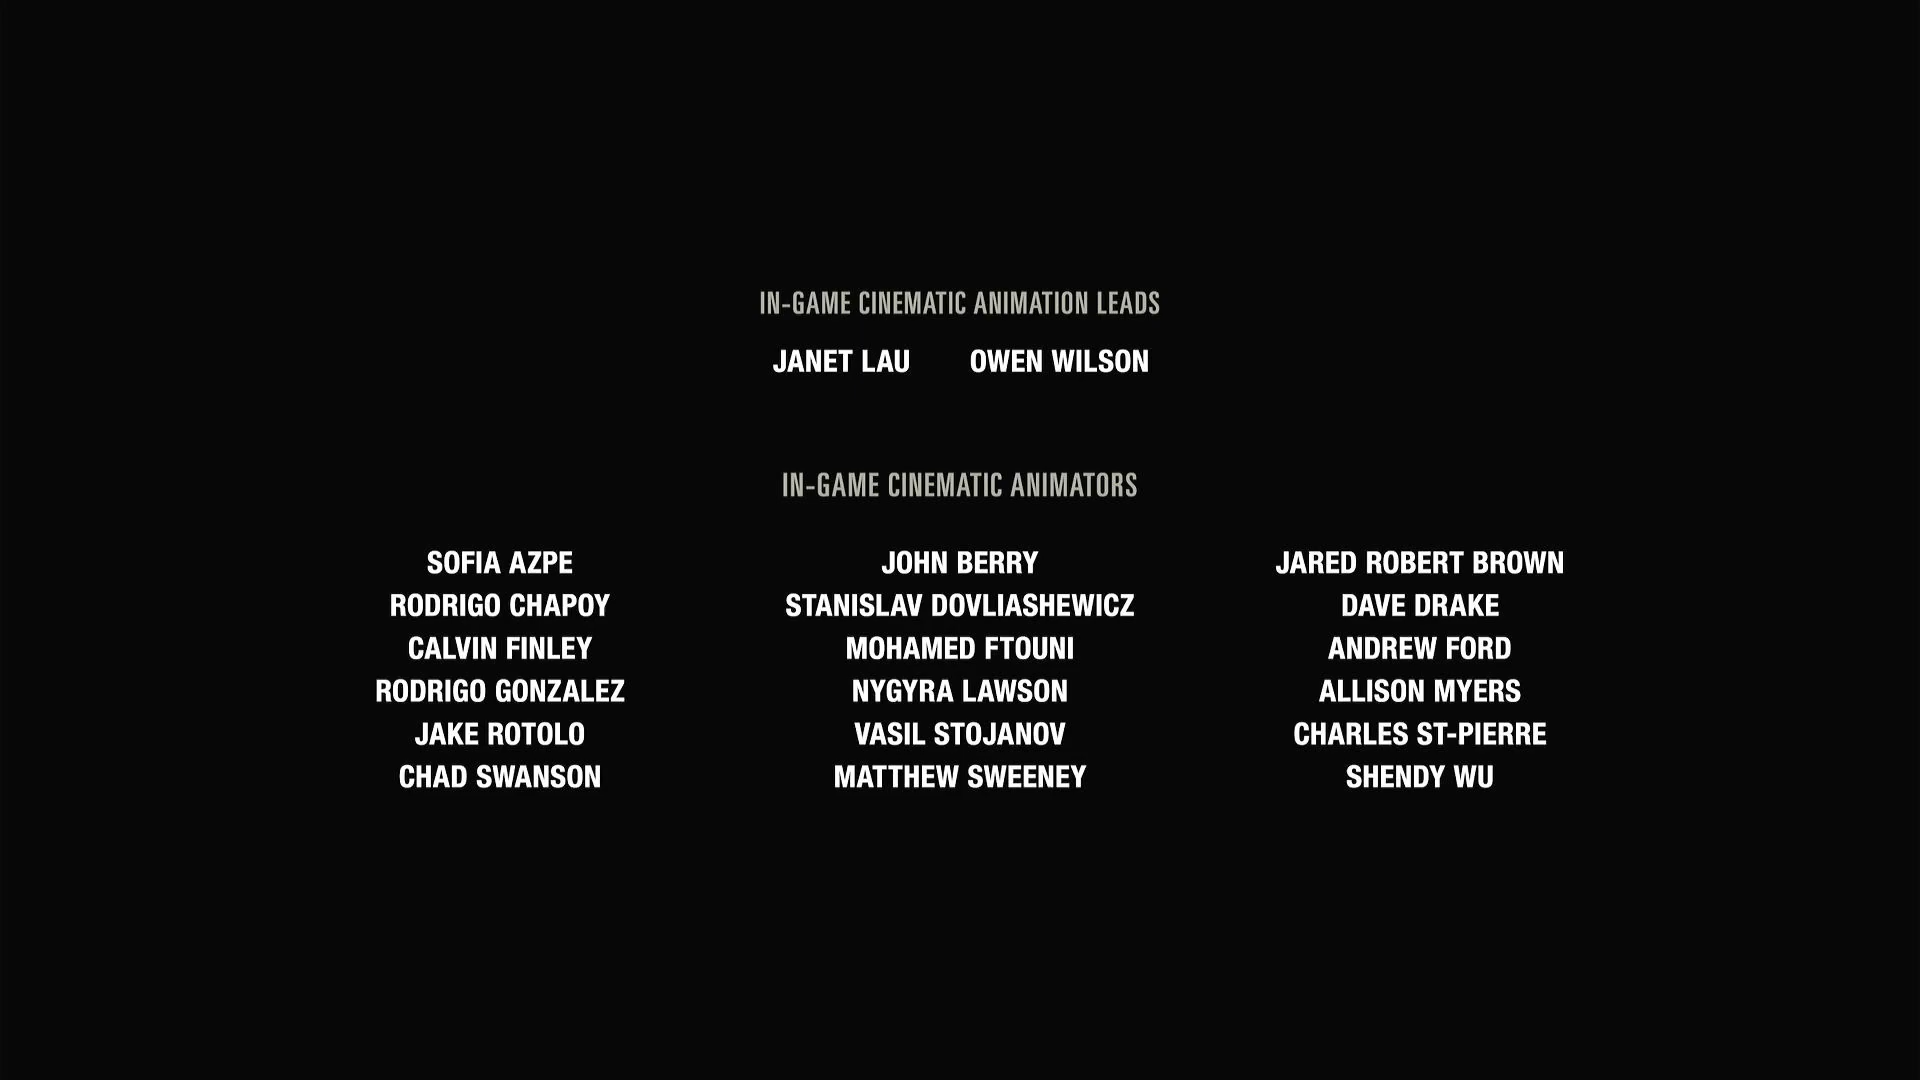 IN-GAME CINEMATIC ANIMATION LEADS
JANET LAU OWEN WILSON
IN-GAME CINEMATIC ANIMATORS
SOFIA AZPE JOHN BERRY JARED ROBERT BROWN
RODRIGO CHAPOY STANISLAV DOVLIASHEWICZ DAVE DRAKE
CALVIN FINLEY MOHAMED FTOUNI ANDREW FORD
RODRIGO GONZALEZ NYGYRA LAWSON ALLISON MYERS
JAKE ROTOLO VASIL STOJANOV CHARLES ST-PIERRE
CHAD SWANSON MATTHEW SWEENEY SHENDY WU